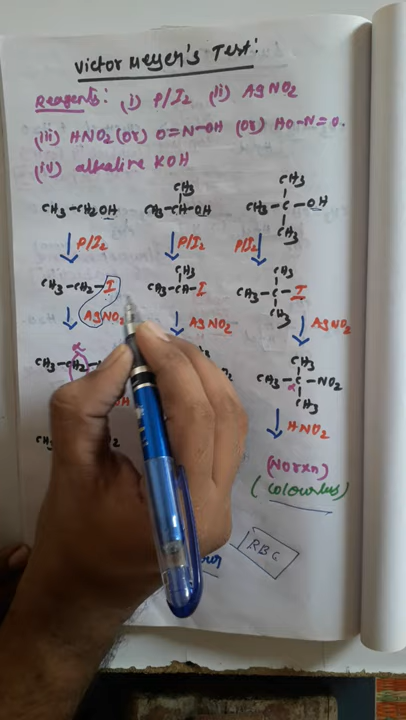 Victor Meyer's Test:
Reagents: (i) P/I2 (ii) AgNO2
(iii) HNO2 (or) O=N-OH (or) HO-N=O.
(iv) alkaline KOH
CH3 CH3
CH3-CH2OH CH3-CH-OH CH3-C-OH
CH3
P/I2 P/I2 P/I2
CH3 CH3
CH3-CH2-I CH3-CH-I CH3-C-I
CH3
AgNO2 AgNO2 AgNO2
α CH3
CH3-C-NO2
α
CH3
HNO2
(No rxn)
(colourless)
RBC